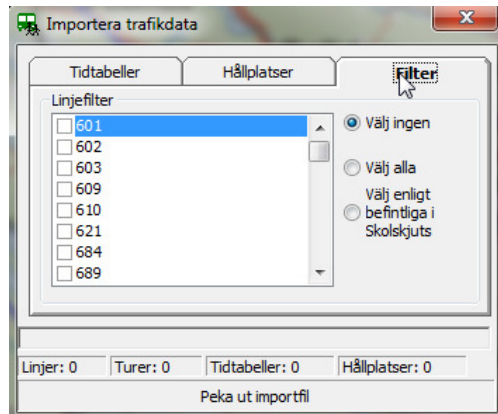 Importera trafikdata
x
Tidtabeller Hållplatser Filter
Linjefilter
601
602
603
609
610
621
684
689
Välj ingen
Välj alla
Välj enligt
befintliga i
Skolskjuts
Linjer: 0 Turer: 0 Tidtabeller: 0 Hållplatser: 0
Peka ut importfil